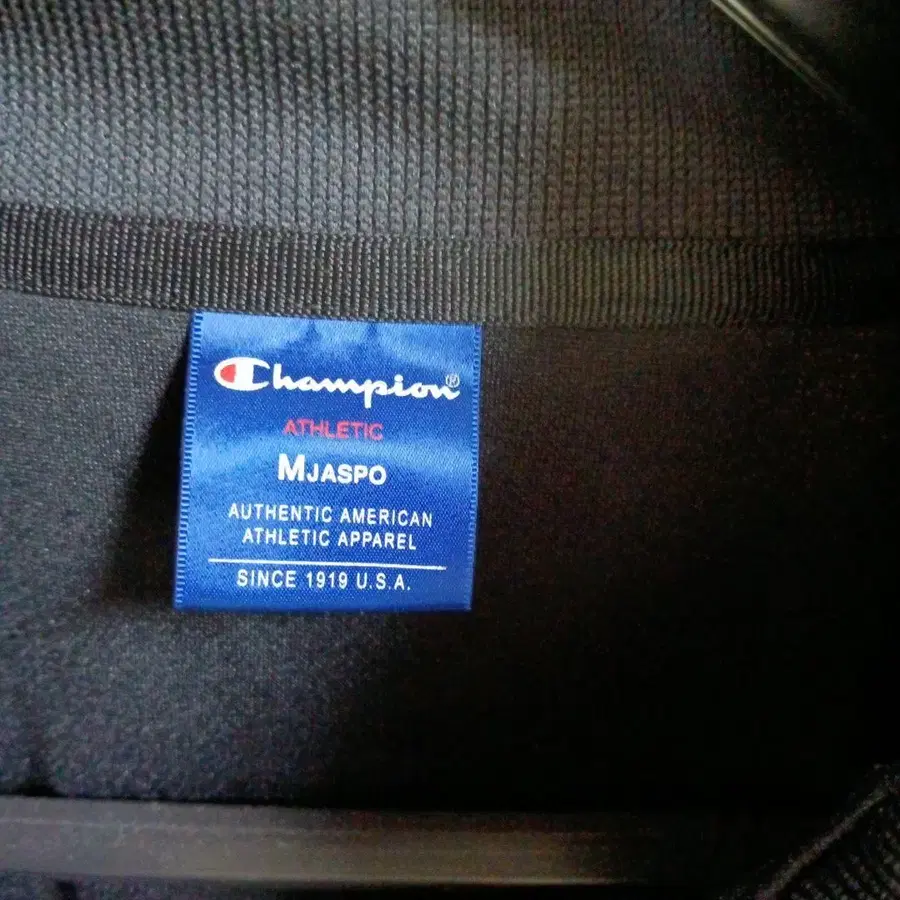 Champion®
ATHLETIC
MJASPO
AUTHENTIC AMERICAN
ATHLETIC APPAREL
SINCE 1919 U.S.A.